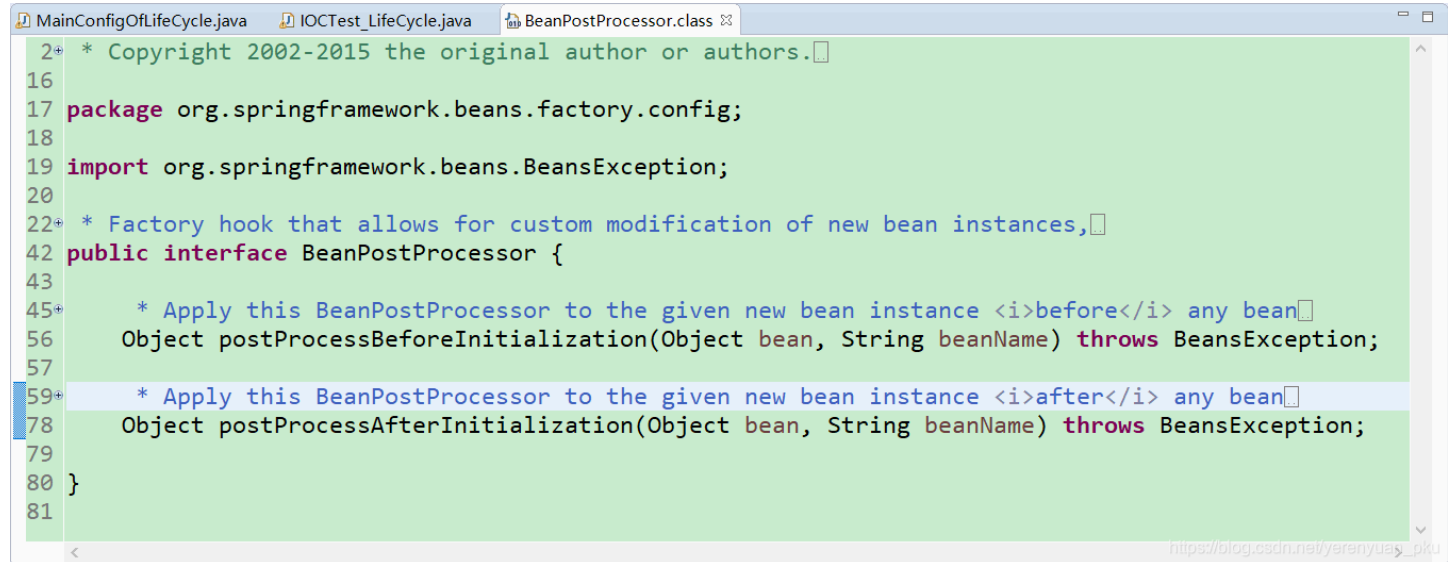 MainConfigOfLifeCycle.java IOCTest_LifeCycle.java BeanPostProcessor.class
2 * Copyright 2002-2015 the original author or authors.
16
17 package org.springframework.beans.factory.config;
18
19 import org.springframework.beans.BeansException;
20
22 * Factory hook that allows for custom modification of new bean instances,
42 public interface BeanPostProcessor {
43
45 * Apply this BeanPostProcessor to the given new bean instance <i>before</i> any bean
56 Object postProcessBeforeInitialization(Object bean, String beanName) throws BeansException;
57
59 * Apply this BeanPostProcessor to the given new bean instance <i>after</i> any bean
78 Object postProcessAfterInitialization(Object bean, String beanName) throws BeansException;
79
80 }
81
https://blog.csdn.net/yerenyuan_pku